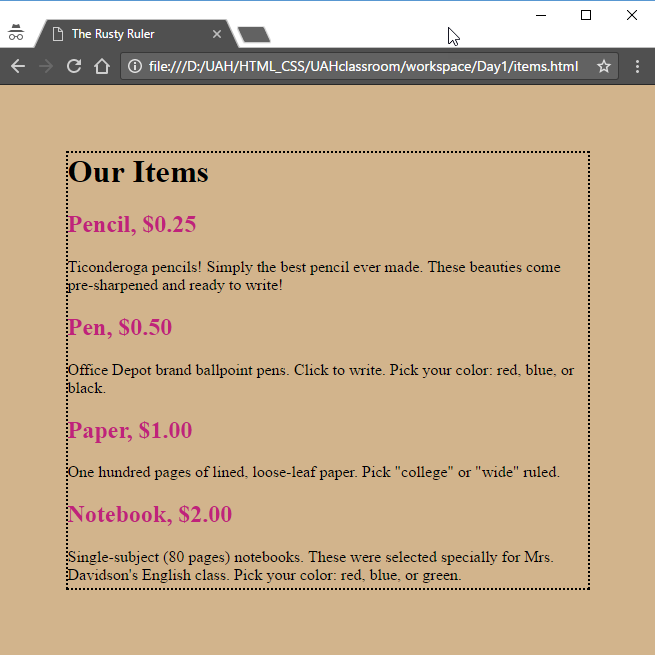 The Rusty Ruler
file:///D:/UAH/HTML_CSS/UAHclassroom/workspace/Day1/items.html
Our Items
Pencil, $0.25
Ticonderoga pencils! Simply the best pencil ever made. These beauties come
pre-sharpened and ready to write!
Pen, $0.50
Office Depot brand ballpoint pens. Click to write. Pick your color: red, blue, or
black.
Paper, $1.00
One hundred pages of lined, loose-leaf paper. Pick "college" or "wide" ruled.
Notebook, $2.00
Single-subject (80 pages) notebooks. These were selected specially for Mrs.
Davidson's English class. Pick your color: red, blue, or green.